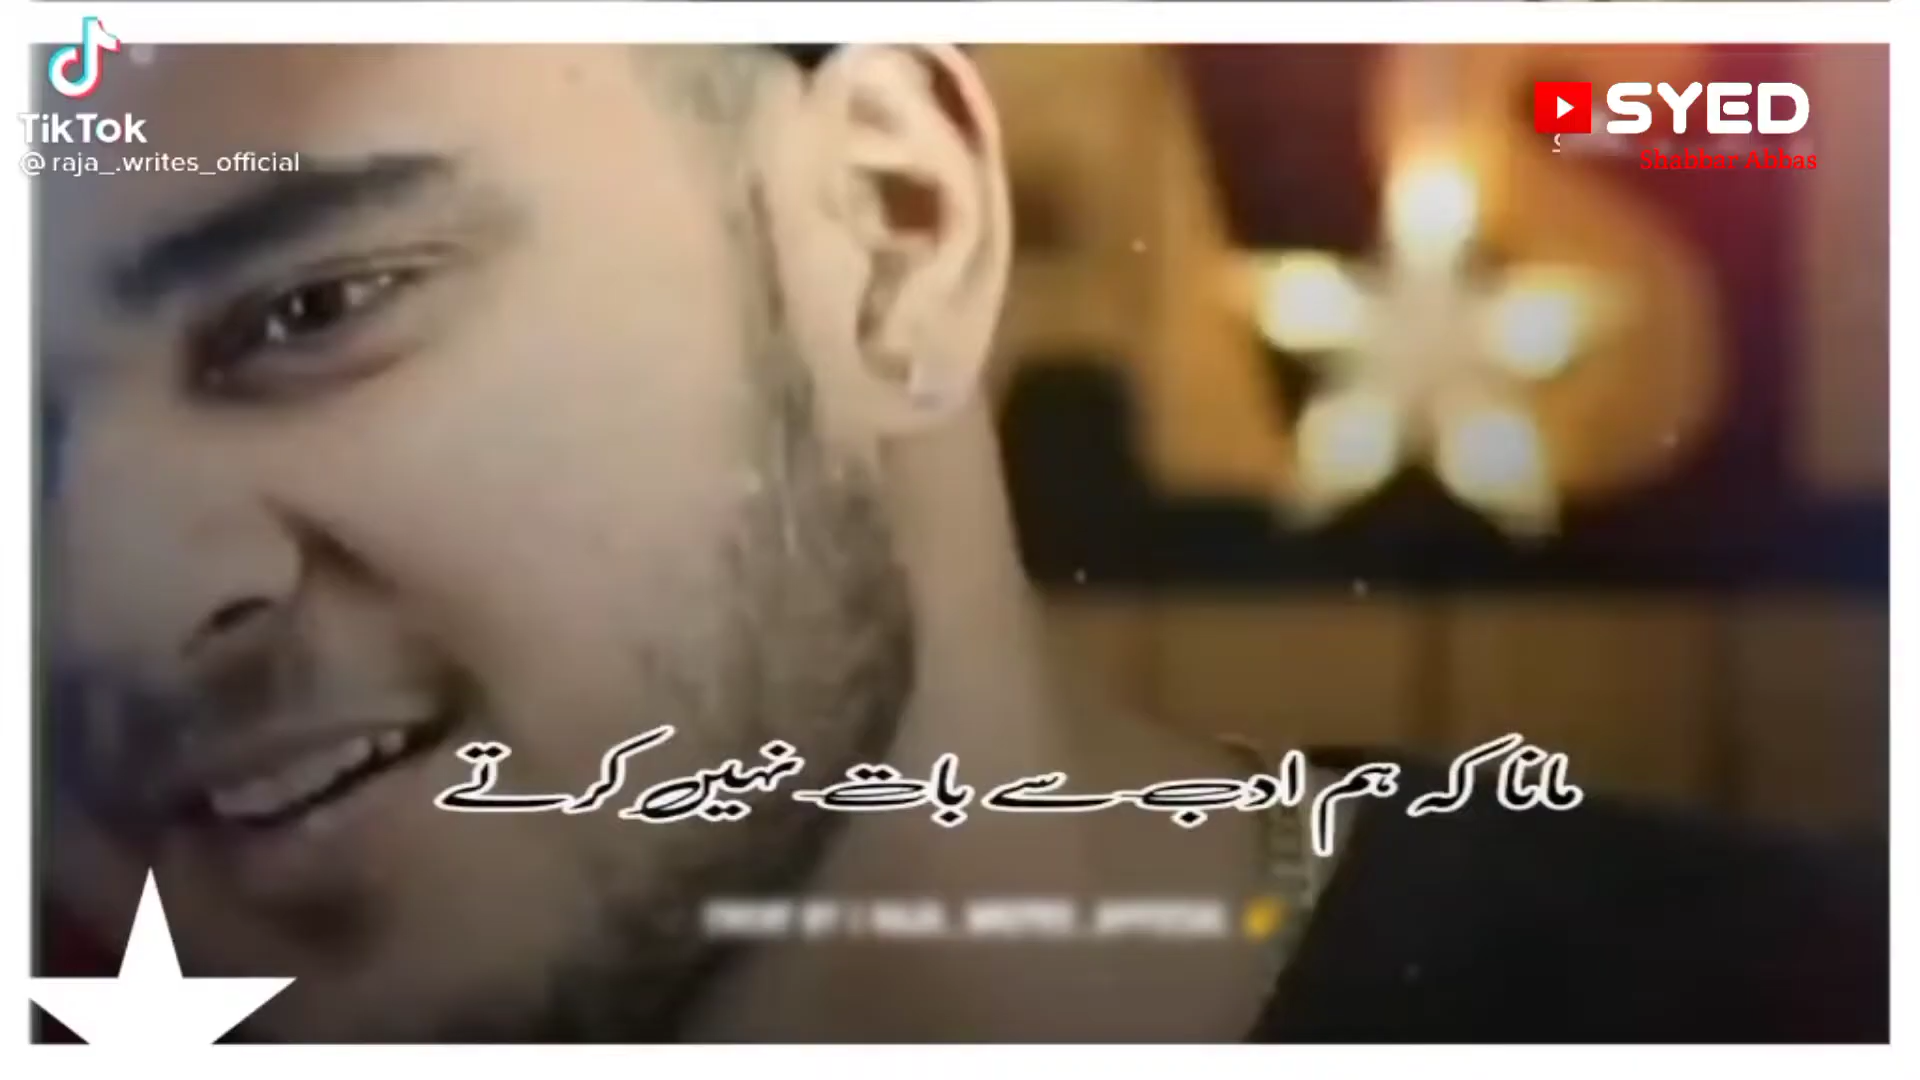 TikTok
@raja_.writes_official
SYED
Shabbar Abbas
مانا کہ ہم ادب سے بات نہیں کرتے